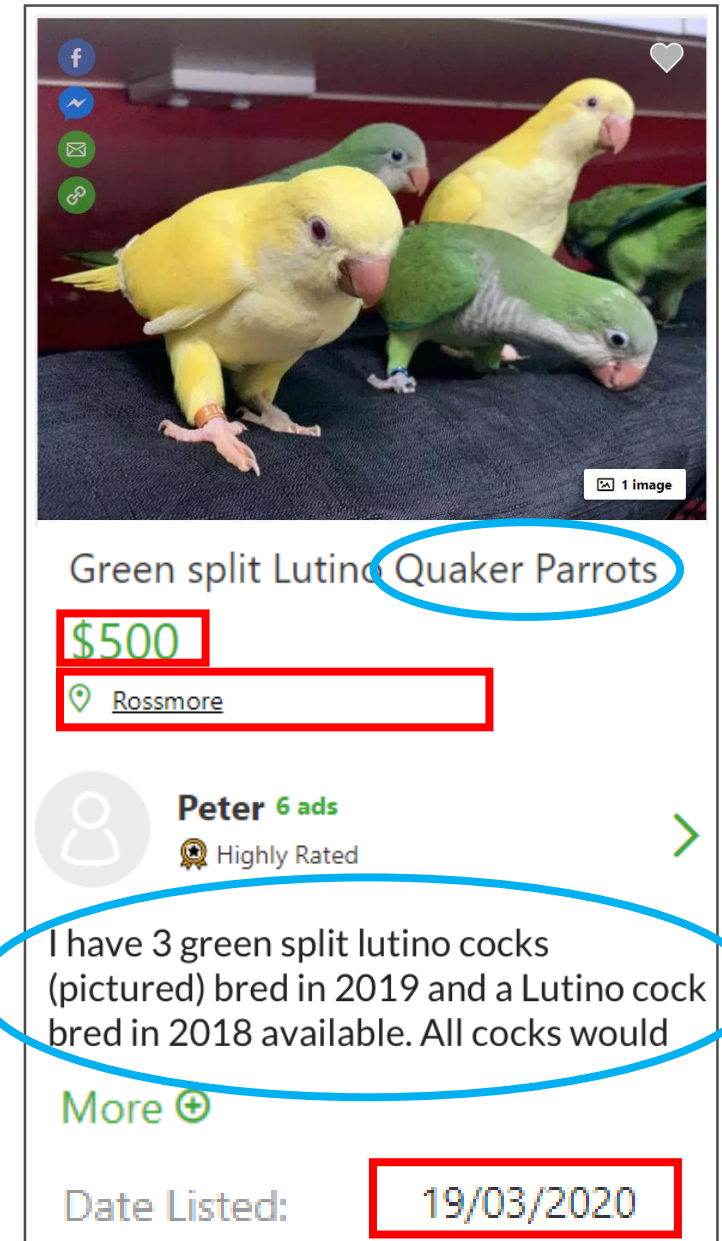 1 image
Green split Lutino Quaker Parrots
$500
Rossmore
Peter 6 ads
Highly Rated
I have 3 green split lutino cocks
(pictured) bred in 2019 and a Lutino cock
bred in 2018 available. All cocks would
More
Date Listed: 19/03/2020